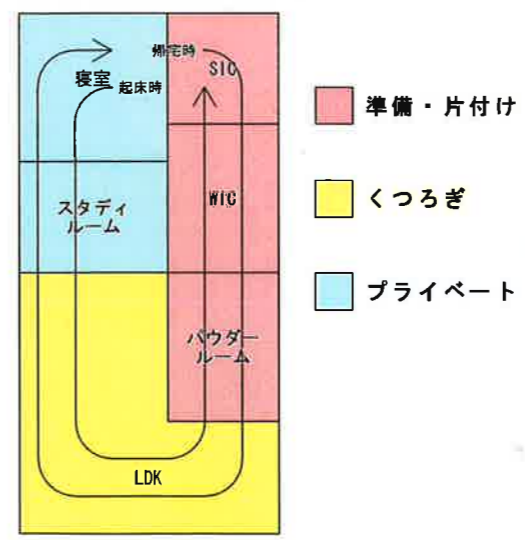 帰宅時
SIC
寝室
起床時
準備・片付け
WIC
くつろぎ
スタディ
ルーム
プライベート
パウダー
ルーム
LDK